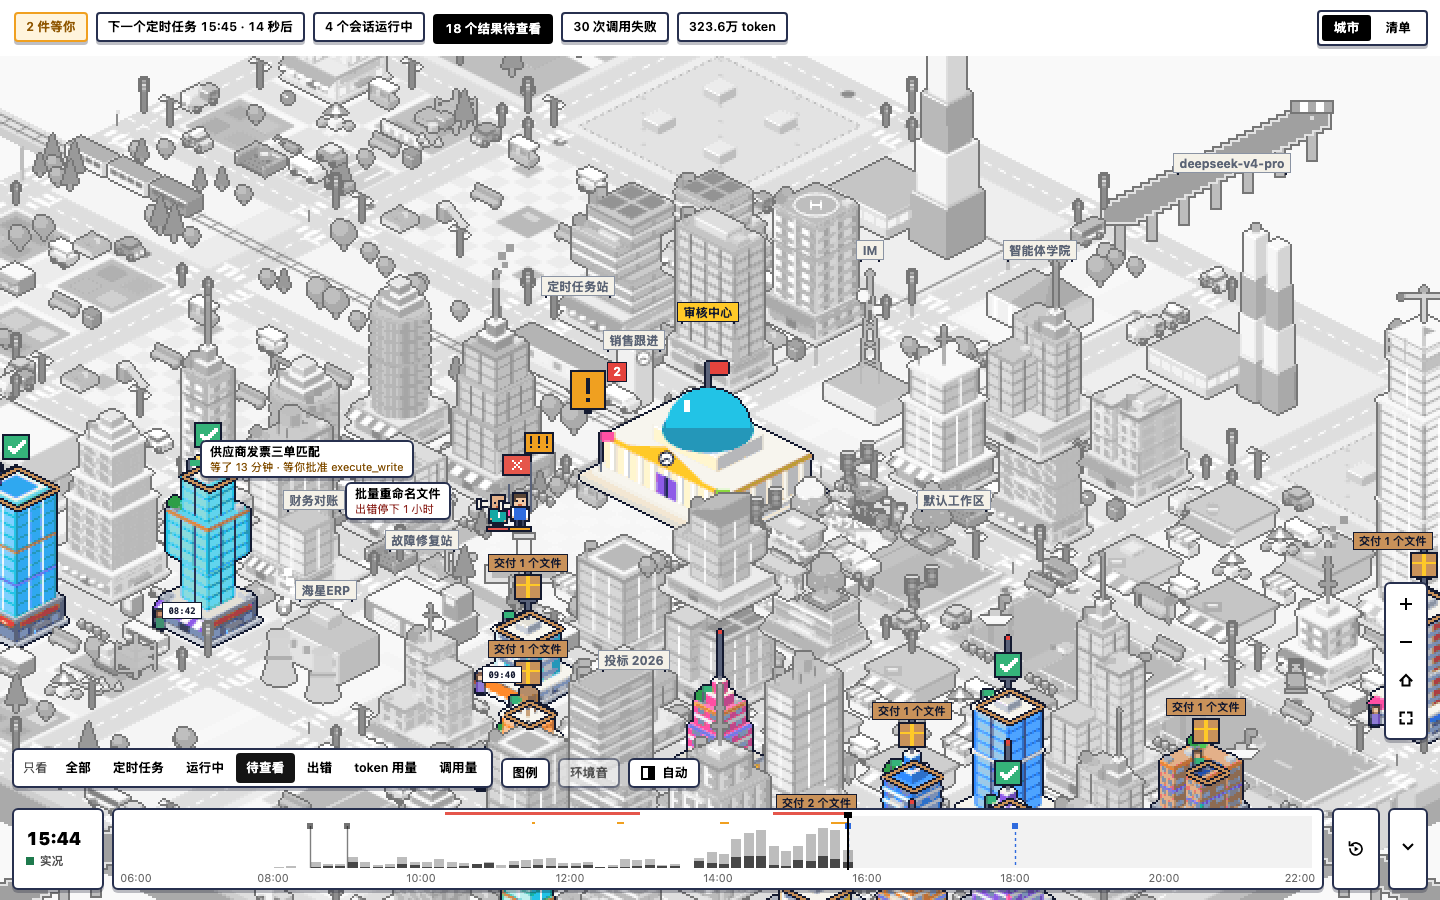 2 件等你
下一个定时任务 15:45 · 14 秒后
4 个会话运行中
18 个结果待查看
30 次调用失败
323.6万 token
城市
清单
deepseek-v4-pro
IM
智能体学院
定时任务站
审核中心
销售跟进
!
2
!!!
供应商发票三单匹配
等了 13 分钟 · 等你批准 execute_write
财务对账
批量重命名文件
出错停下 1 小时
默认工作区
故障修复站
交付 1 个文件
交付 1 个文件
海星ERP
08:42
交付 1 个文件
投标 2026
09:40
交付 1 个文件
交付 1 个文件
H
只看
全部
定时任务
运行中
待查看
出错
token 用量
调用量
图例
环境音
自动
交付 2 个文件
15:44
实况
06:00
08:00
10:00
12:00
14:00
16:00
18:00
20:00
22:00